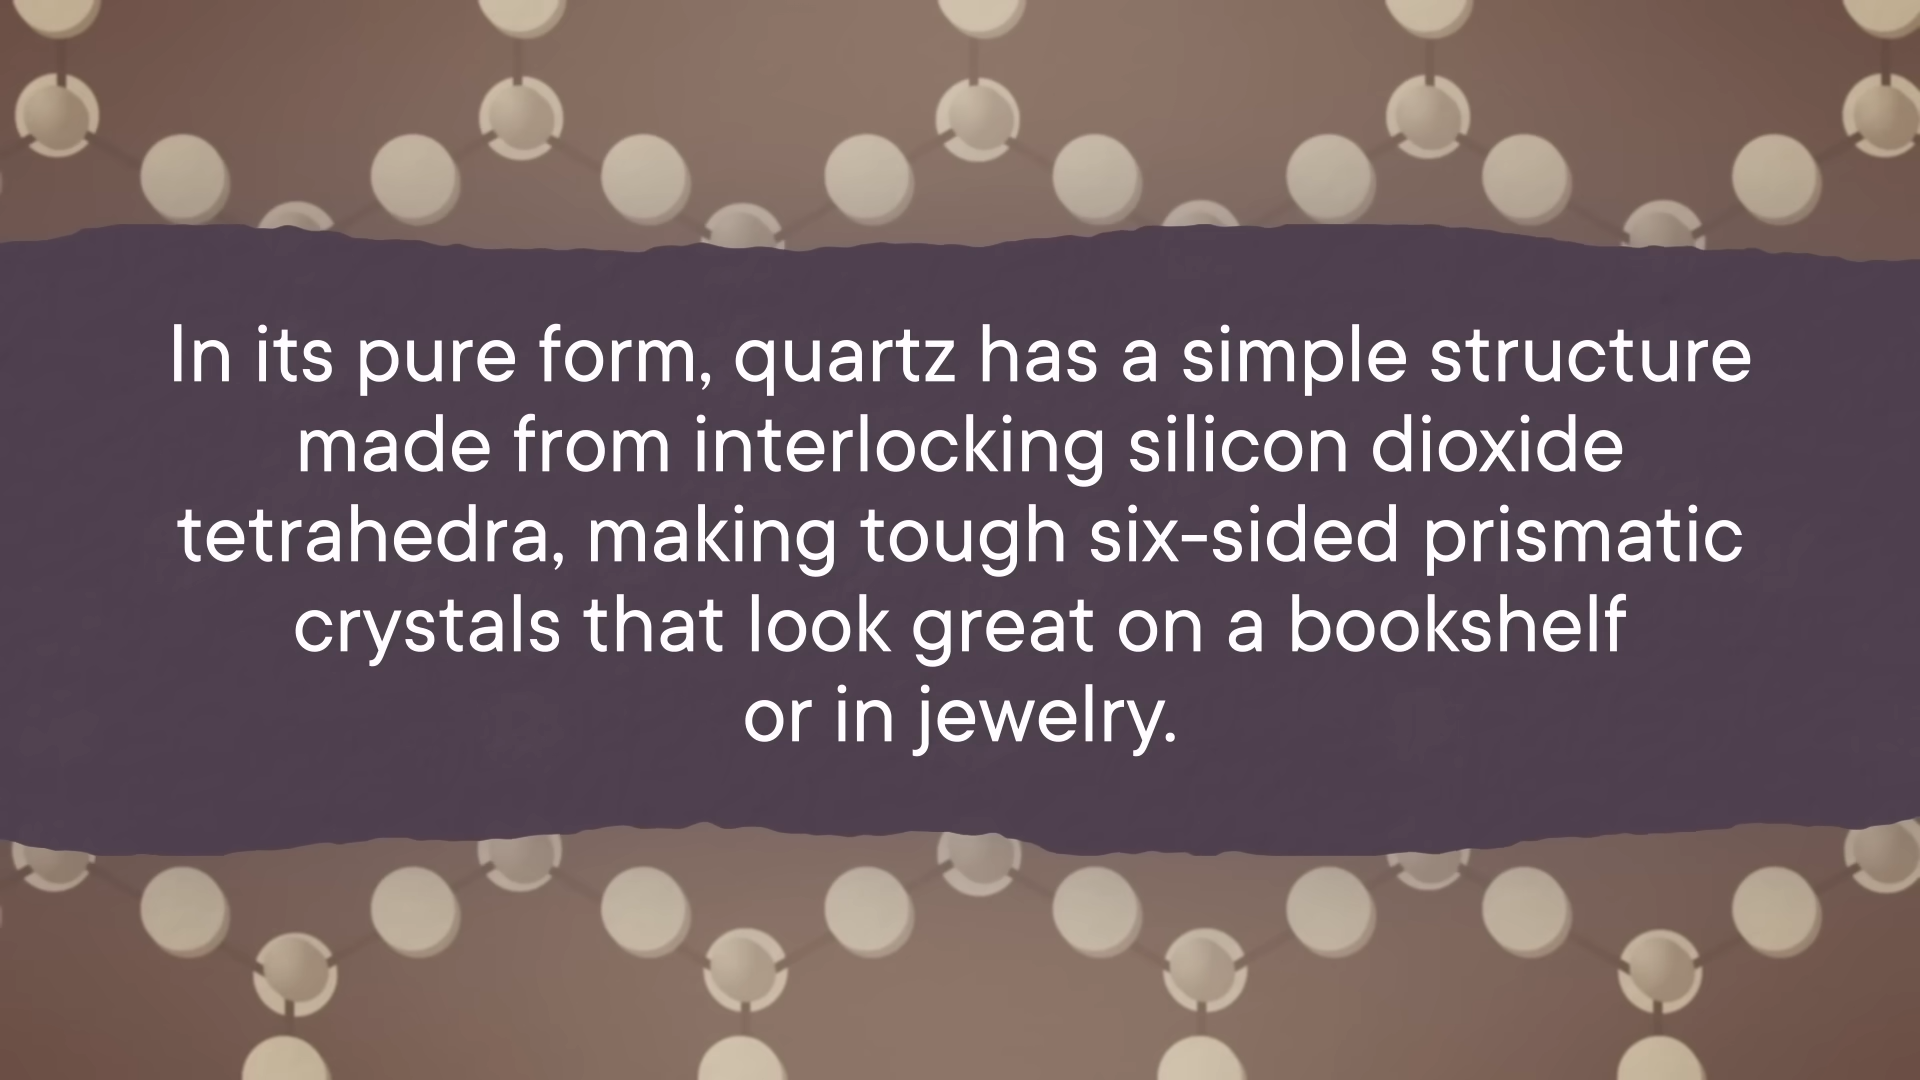 In its pure form, quartz has a simple structure
made from interlocking silicon dioxide
tetrahedra, making tough six-sided prismatic
crystals that look great on a bookshelf
or in jewelry.